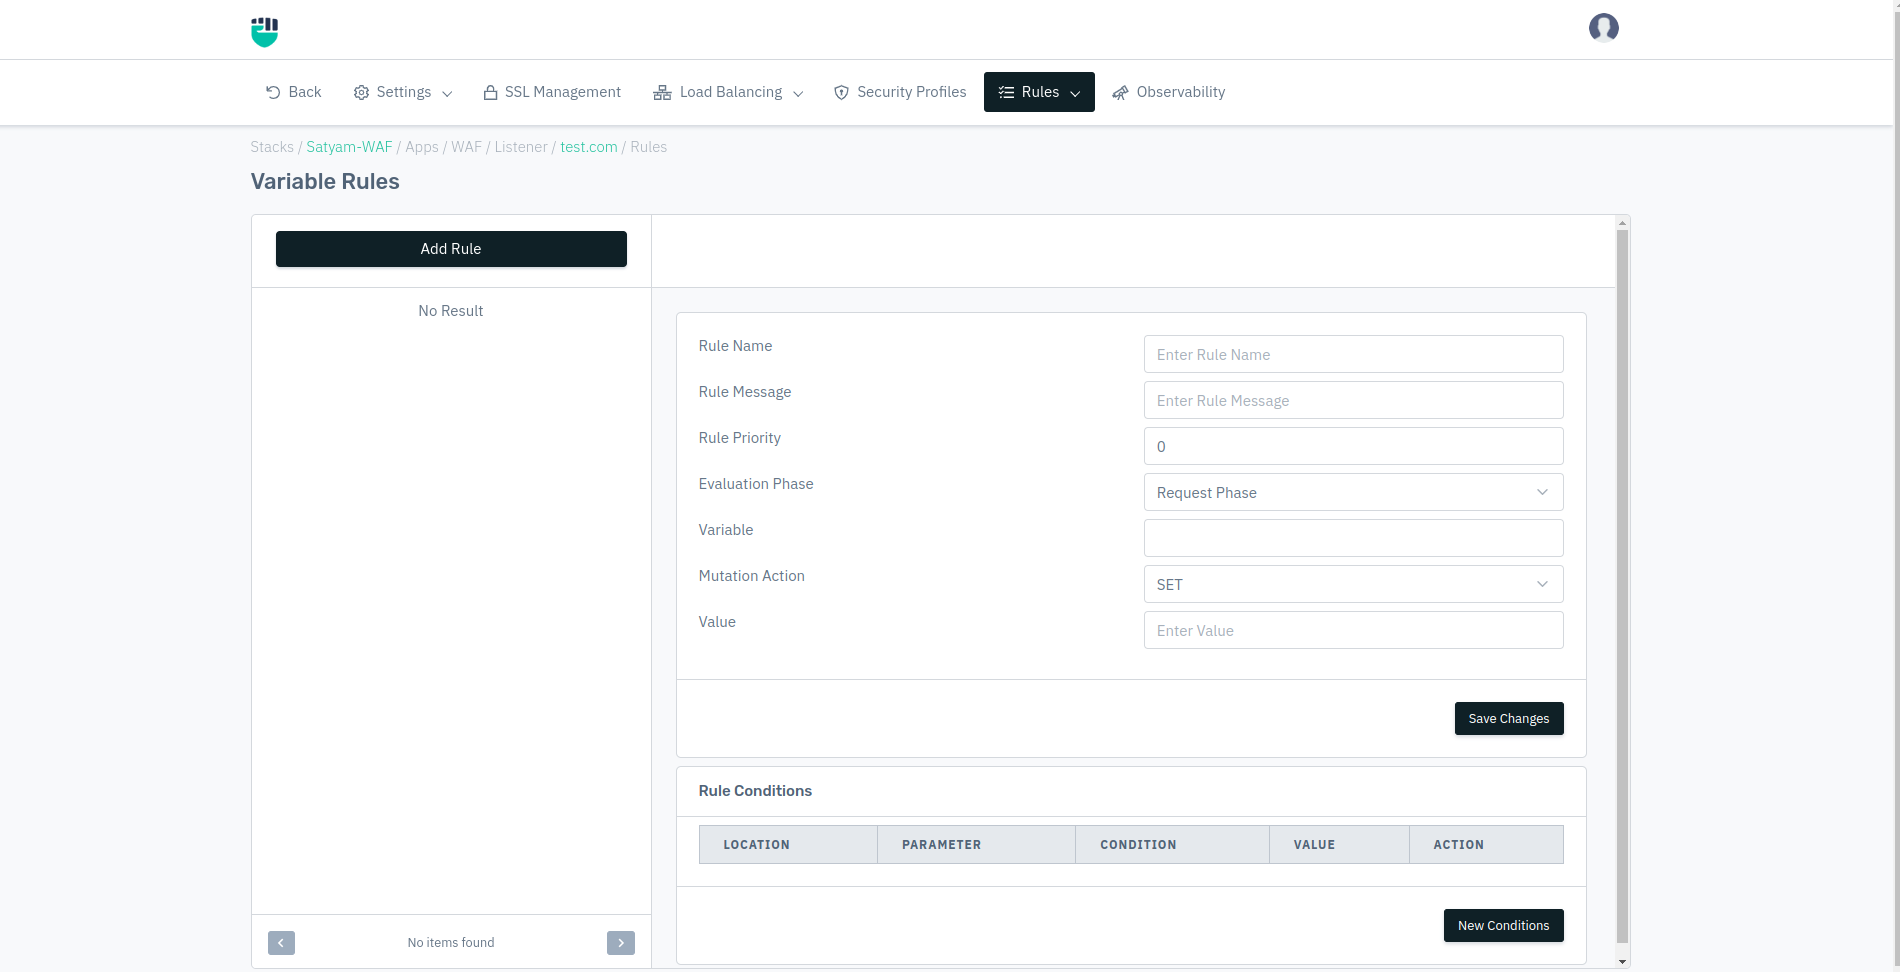 Back Settings SSL Management Load Balancing Security Profiles Rules Observability
Stacks / Satyam-WAF / Apps / WAF / Listener / test.com / Rules
Variable Rules
Add Rule
No Result
Rule Name Enter Rule Name
Rule Message Enter Rule Message
Rule Priority 0
Evaluation Phase Request Phase
Variable
Mutation Action SET
Value Enter Value
Save Changes
Rule Conditions
LOCATION PARAMETER CONDITION VALUE ACTION
New Conditions
No items found